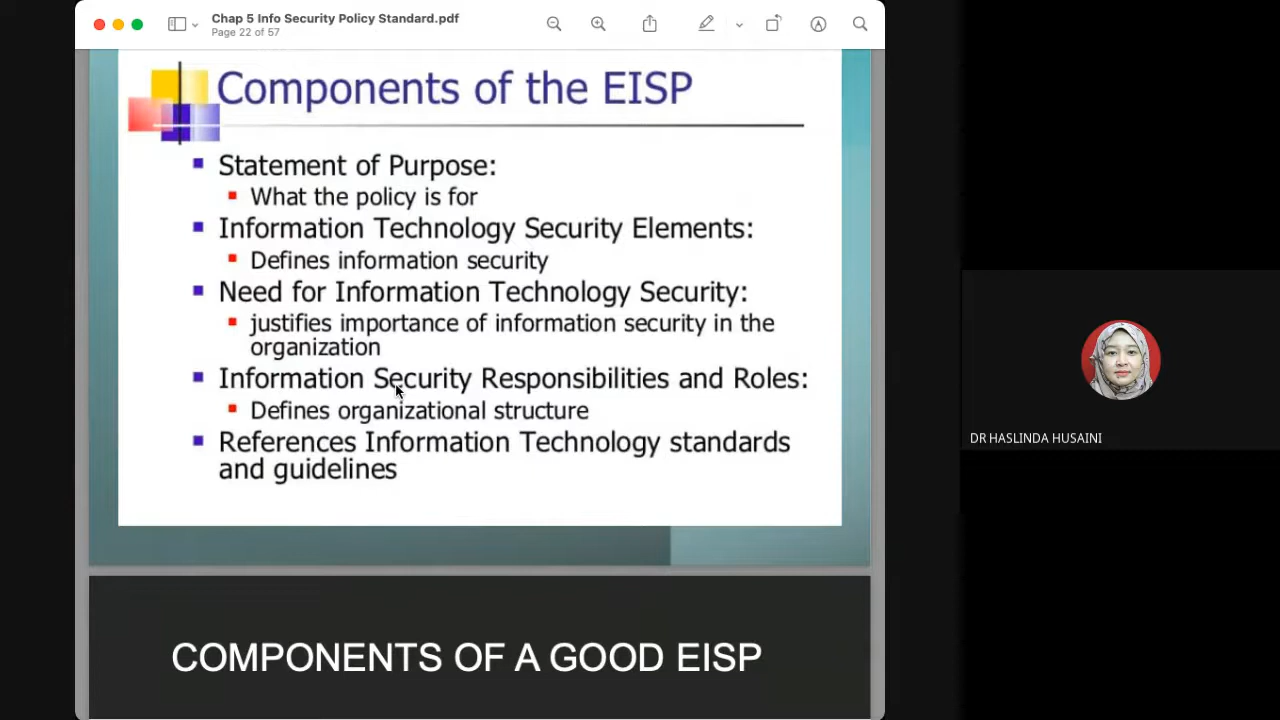 Chap 5 Info Security Policy Standard.pdf
Page 22 of 57
Components of the EISP
Statement of Purpose:
What the policy is for
Information Technology Security Elements:
Defines information security
Need for Information Technology Security:
justifies importance of information security in the
organization
Information Security Responsibilities and Roles:
Defines organizational structure
References Information Technology standards
and guidelines
COMPONENTS OF A GOOD EISP
DR HASLINDA HUSAINI